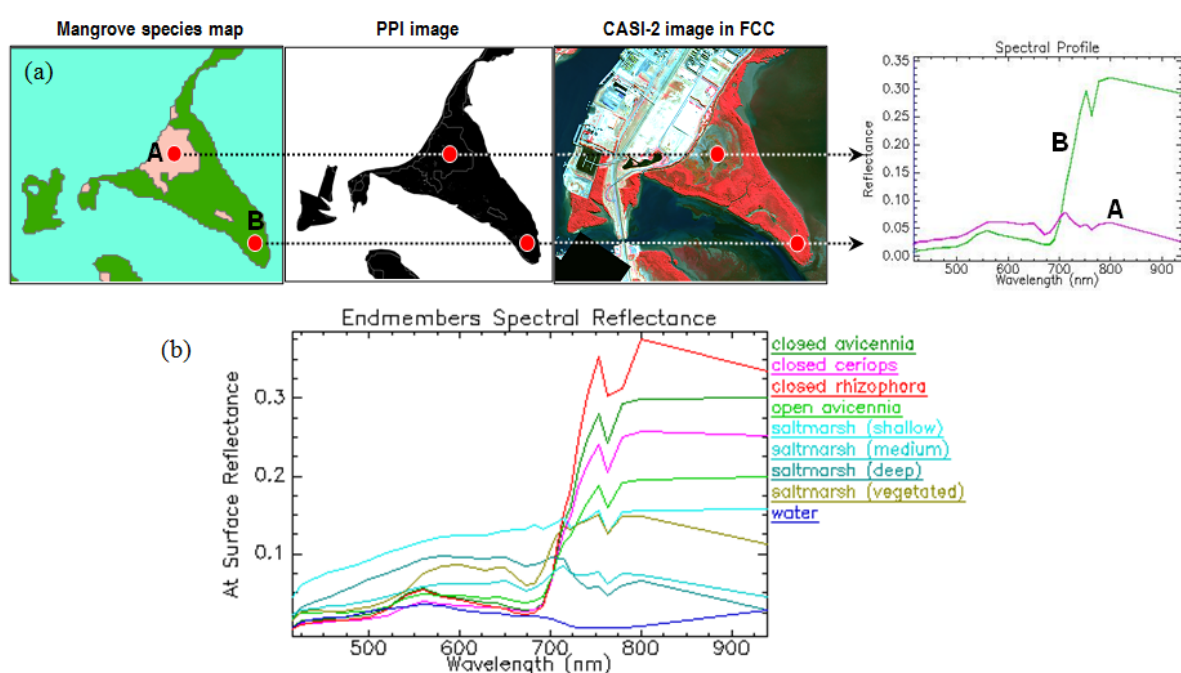 Mangrove species map
PPI image
CASI-2 image in FCC
(a)
A
B
Spectral Profile
0.35
0.30
0.25
0.20
0.15
0.10
0.05
0.00
Reflectance
B
A
500 600 700 800 900
Wavelength (nm)
(b)
Endmembers Spectral Reflectance
At Surface Reflectance
0.3
0.2
0.1
500 600 700 800 900
Wavelength (nm)
closed avicennia
closed ceriops
closed rhizophora
open avicennia
saltmarsh (shallow)
saltmarsh (medium)
saltmarsh (deep)
saltmarsh (vegetated)
water